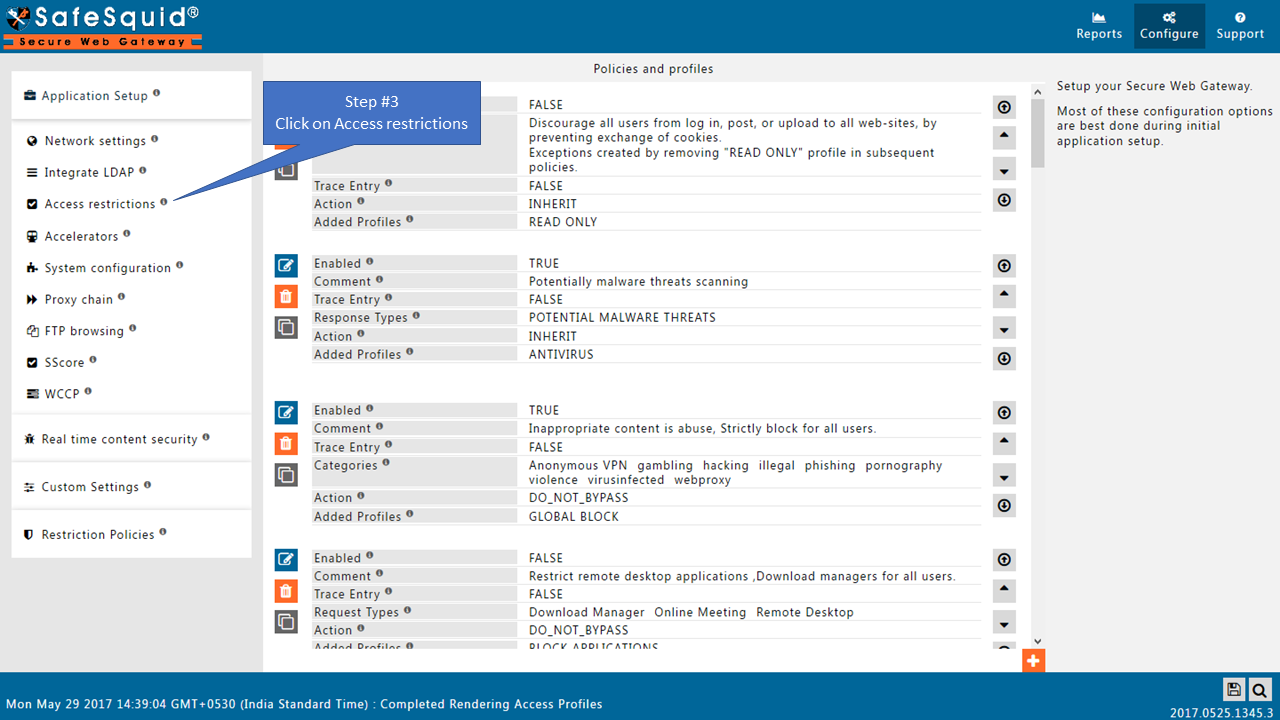 SafeSquid®
Secure Web Gateway
Reports
Configure
Support
Application Setup
Network settings
Integrate LDAP
Access restrictions
Accelerators
System configuration
Proxy chain
FTP browsing
SScore
WCCP
Real time content security
Custom Settings
Restriction Policies
Step #3
Click on Access restrictions
Policies and profiles
FALSE
Discourage all users from log in, post, or upload to all web-sites, by
preventing exchange of cookies.
Exceptions created by removing "READ ONLY" profile in subsequent
policies.
Trace Entry FALSE
Action INHERIT
Added Profiles READ ONLY
Enabled TRUE
Comment Potentially malware threats scanning
Trace Entry FALSE
Response Types POTENTIAL MALWARE THREATS
Action INHERIT
Added Profiles ANTIVIRUS
Enabled TRUE
Comment Inappropriate content is abuse, Strictly block for all users.
Trace Entry FALSE
Categories Anonymous VPN gambling hacking illegal phishing pornography
violence virusinfected webproxy
Action DO_NOT_BYPASS
Added Profiles GLOBAL BLOCK
Enabled FALSE
Comment Restrict remote desktop applications ,Download managers for all users.
Trace Entry FALSE
Request Types Download Manager Online Meeting Remote Desktop
Action DO_NOT_BYPASS
Added Profiles BLOCK APPLICATIONS
Setup your Secure Web Gateway.
Most of these configuration options
are best done during initial
application setup.
Mon May 29 2017 14:39:04 GMT+0530 (India Standard Time) : Completed Rendering Access Profiles
2017.0525.1345.3